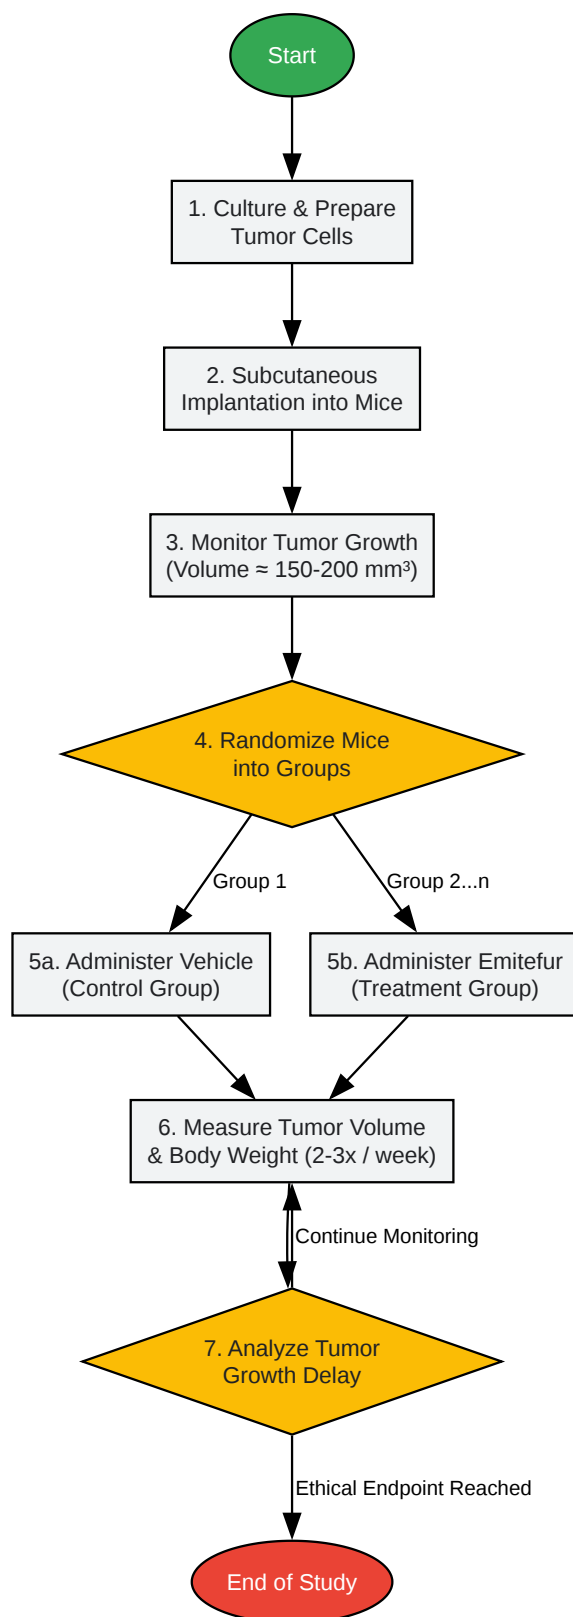 Start
1. Culture & Prepare
Tumor Cells
2. Subcutaneous
Implantation into Mice
3. Monitor Tumor Growth
(Volume ≈ 150-200 mm³)
4. Randomize Mice
into Groups
Group 1
Group 2...n
5a. Administer Vehicle
(Control Group)
5b. Administer Emitefur
(Treatment Group)
6. Measure Tumor Volume
& Body Weight (2-3x / week)
Continue Monitoring
7. Analyze Tumor
Growth Delay
Ethical Endpoint Reached
End of Study